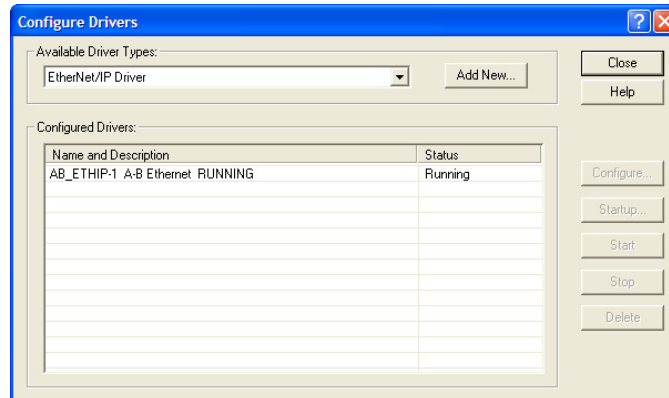 Configure Drivers
Available Driver Types:
EtherNet/IP Driver
Add New...
Close
Help
Configured Drivers:
Name and Description Status
AB_ETHIP-1 A-B Ethernet RUNNING Running
Configure...
Startup...
Start
Stop
Delete